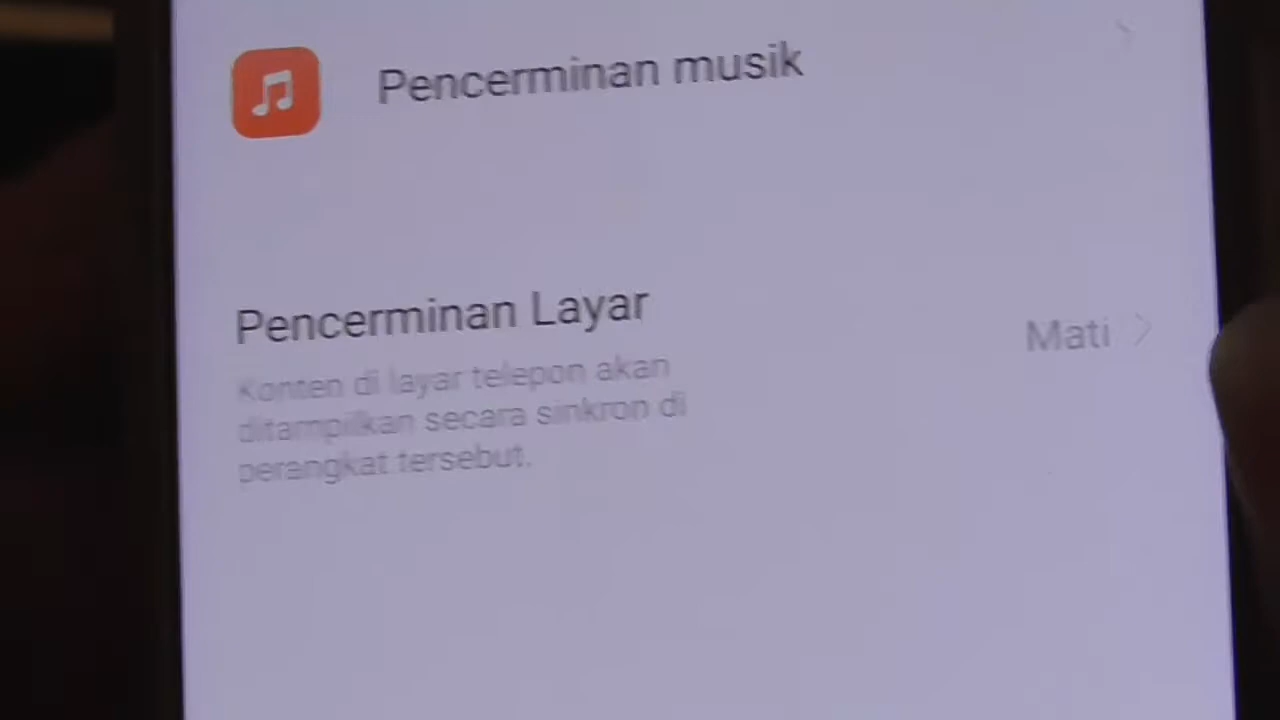 Pencerminan musik
Pencerminan Layar
Mati
Konten di layar telepon akan
ditampilkan secara sinkron di
perangkat tersebut.